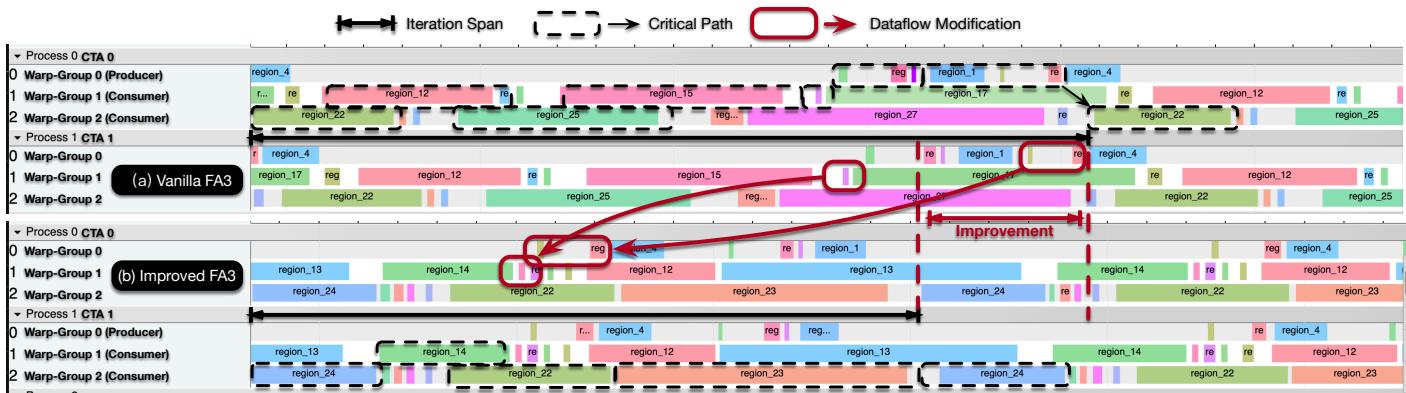 Iteration Span Critical Path Dataflow Modification
Process 0 CTA 0
0 Warp-Group 0 (Producer) region_4 reg region_1 re region_4
1 Warp-Group 1 (Consumer) r... re region_12 re region_15 region_17 re region_12 re
2 Warp-Group 2 (Consumer) region_22 region_25 reg... region_27 re region_22 region_25
Process 1 CTA 1
0 Warp-Group 0 r region_4 re region_1 re region_4
(a) Vanilla FA3
1 Warp-Group 1 region_17 reg region_12 re region_15 region_17 re region_12 re
2 Warp-Group 2 region_22 region_25 reg... region_27 region_22 region_25
Improvement
Process 0 CTA 0
0 Warp-Group 0 reg region_4 re region_1 reg region_4
(b) Improved FA3
1 Warp-Group 1 region_13 region_14 re region_12 region_13 region_14 re region_12
2 Warp-Group 2 region_24 region_22 region_23 region_24 re region_22 region_23
Process 1 CTA 1
0 Warp-Group 0 (Producer) r... region_4 reg reg... re region_4
1 Warp-Group 1 (Consumer) region_13 region_14 re region_12 region_13 region_14 re re region_12
2 Warp-Group 2 (Consumer) region_24 region_22 region_23 region_24 region_22 region_23